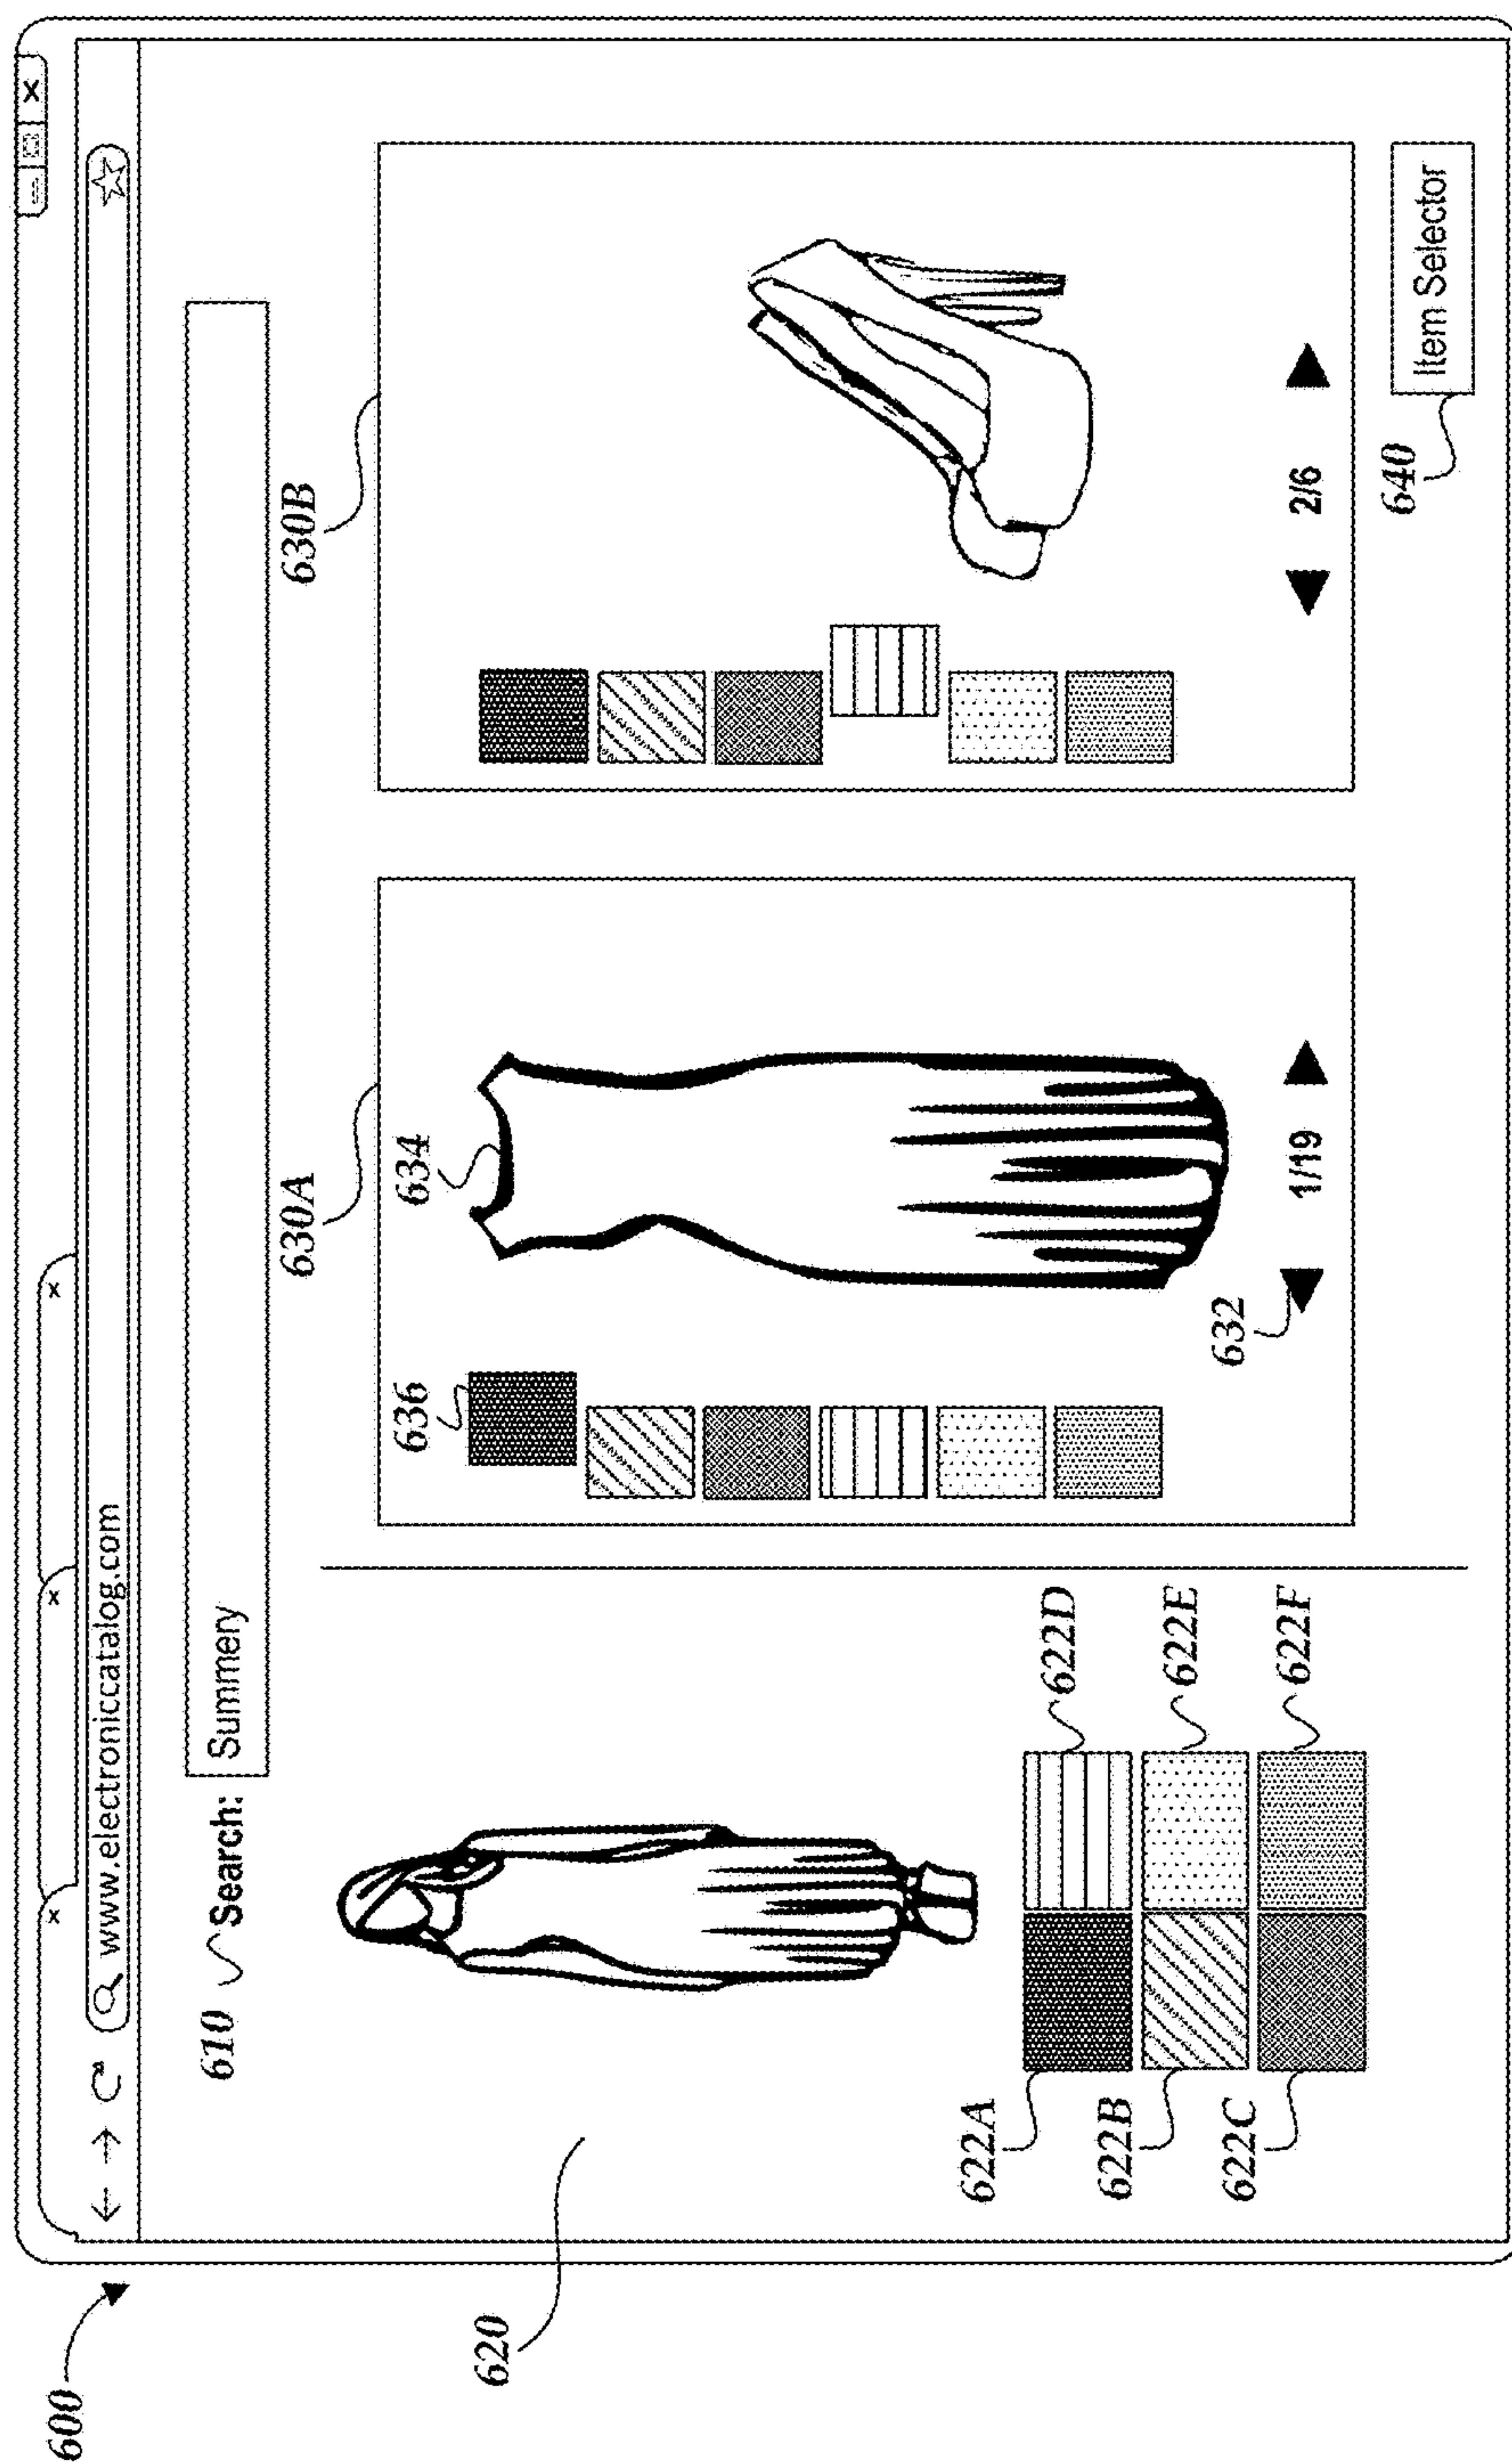 600
www.electroniccatalog.com
x
x
x
x
610
Search:
Summery
620
622A
622B
622C
622D
622E
622F
630A
636
634
632
1/19
630B
2/6
640
Item Selector